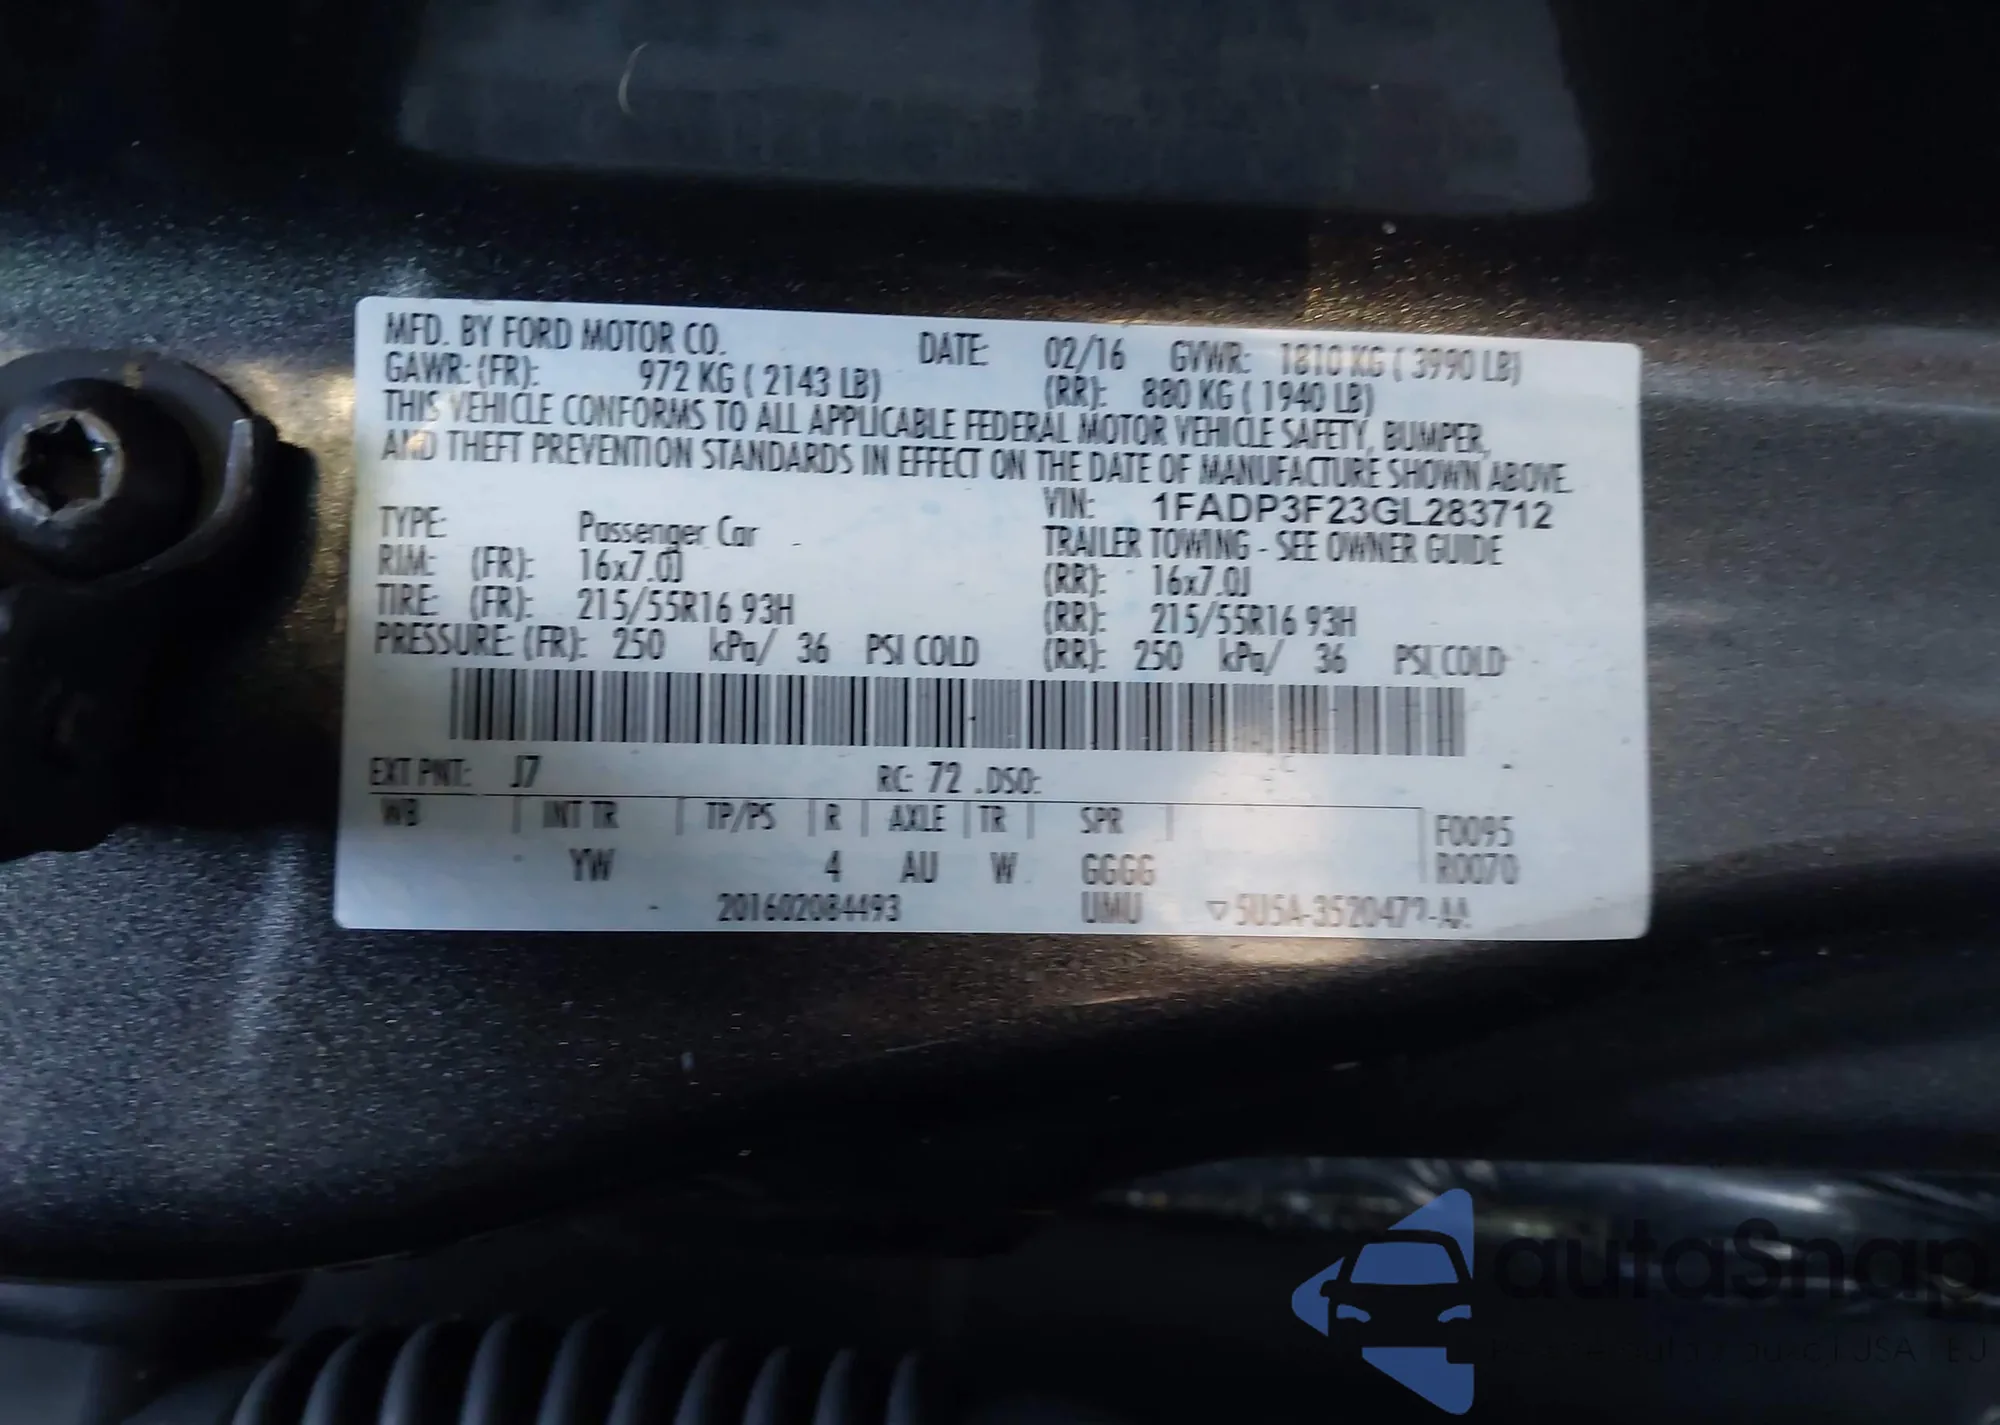 MFD. BY FORD MOTOR CO. DATE: 02/16 GVWR: 1810 KG ( 3990 LB)
GAWR: (FR): 972 KG ( 2143 LB) (RR): 880 KG ( 1940 LB)
THIS VEHICLE CONFORMS TO ALL APPLICABLE FEDERAL MOTOR VEHICLE SAFETY, BUMPER,
AND THEFT PREVENTION STANDARDS IN EFFECT ON THE DATE OF MANUFACTURE SHOWN ABOVE.
VIN: 1FADP3F23GL283712
TYPE: Passenger Car TRAILER TOWING - SEE OWNER GUIDE
RIM: (FR): 16x7.0J (RR): 16x7.0J
TIRE: (FR): 215/55R16 93H (RR): 215/55R16 93H
PRESSURE: (FR): 250 kPa/ 36 PSI COLD (RR): 250 kPa/ 36 PSI COLD
EXT PNT: J7 RC: 72 DSO:
WB INT TR TP/PS R AXLE TR SPR F0095
YW 4 AU W GGGG R0070
201602084493 UMU ▽5U5A-3520472-AA
autaSnap